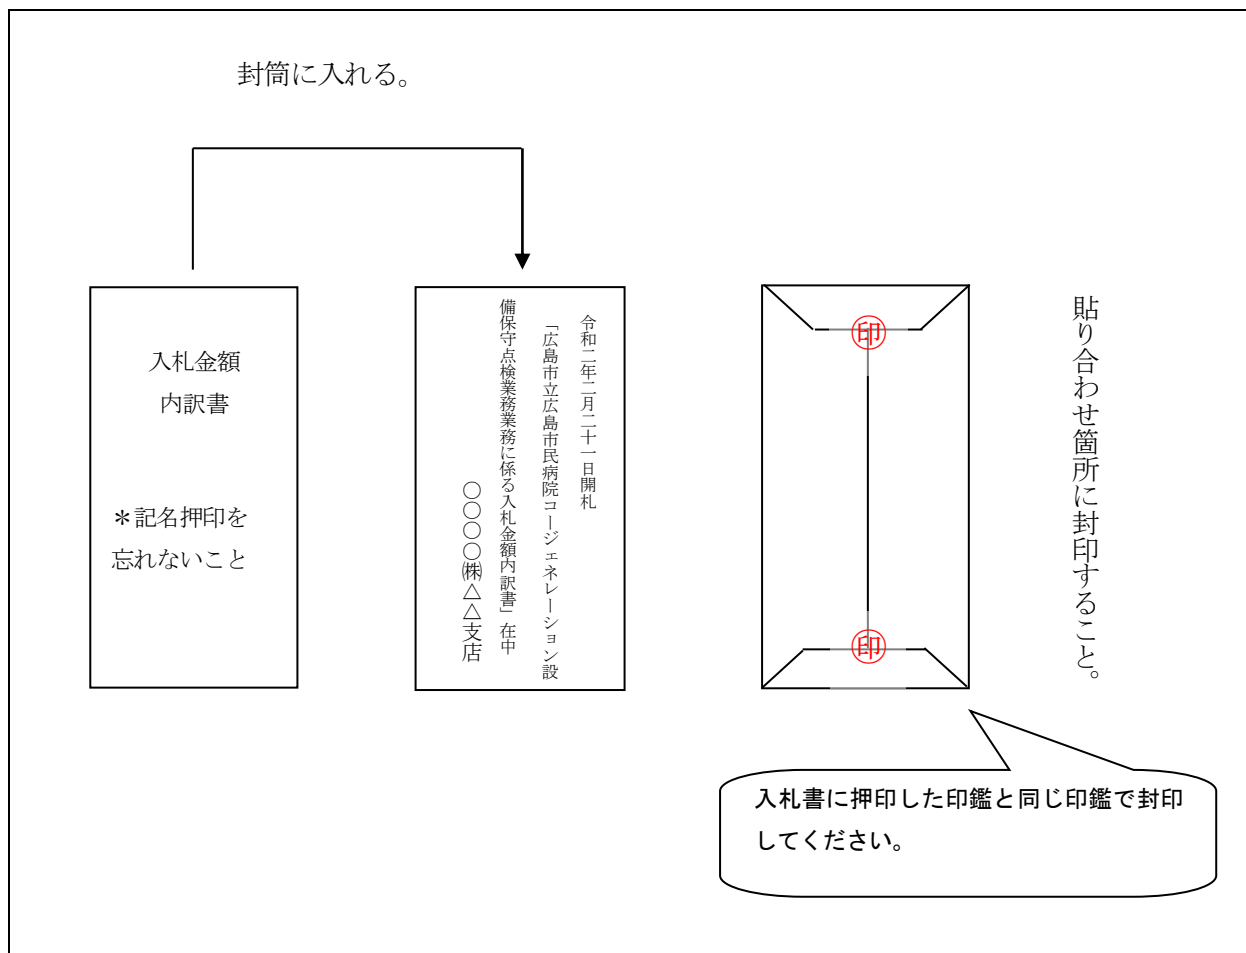 封筒に入れる。
入札金額
内訳書
＊記名押印を
忘れないこと
令和二年二月二十一日開札
「広島市立広島市民病院コージェネレーション設
備保守点検業務業務に係る入札金額内訳書」在中
〇〇〇〇㈱△△支店
印
印
貼り合わせ箇所に封印すること。
入札書に押印した印鑑と同じ印鑑で封印
してください。